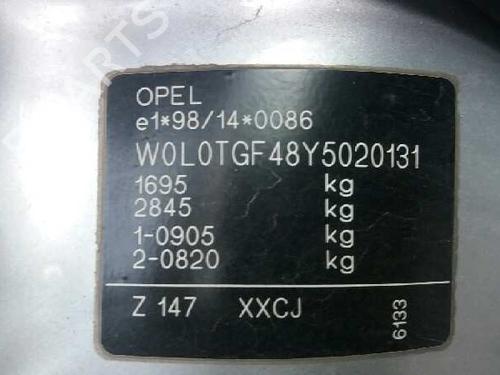 OPEL
e1*98/14*0086
W0L0TGF48Y5020131
1695 kg
2845 kg
1-0905 kg
2-0820 kg
Z 147 XXCJ
6133
PARTS